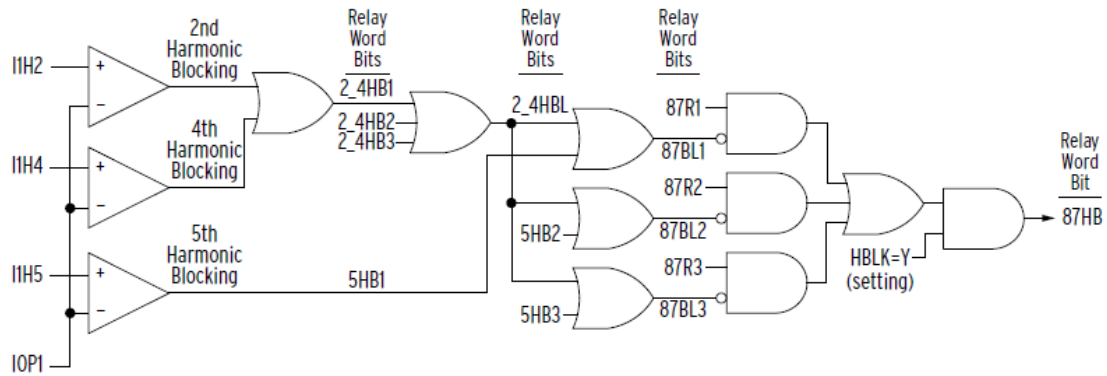 I1H2
+
−
2nd
Harmonic
Blocking
Relay
Word
Bits
2_4HB1
2_4HB2
2_4HB3
4th
Harmonic
Blocking
I1H4
+
−
5th
Harmonic
Blocking
I1H5
+
−
IOP1
5HB1
Relay
Word
Bits
2_4HBL
5HB2
5HB3
Relay
Word
Bits
87R1
87BL1
87R2
87BL2
87R3
87BL3
HBLK=Y
(setting)
Relay
Word
Bit
87HB